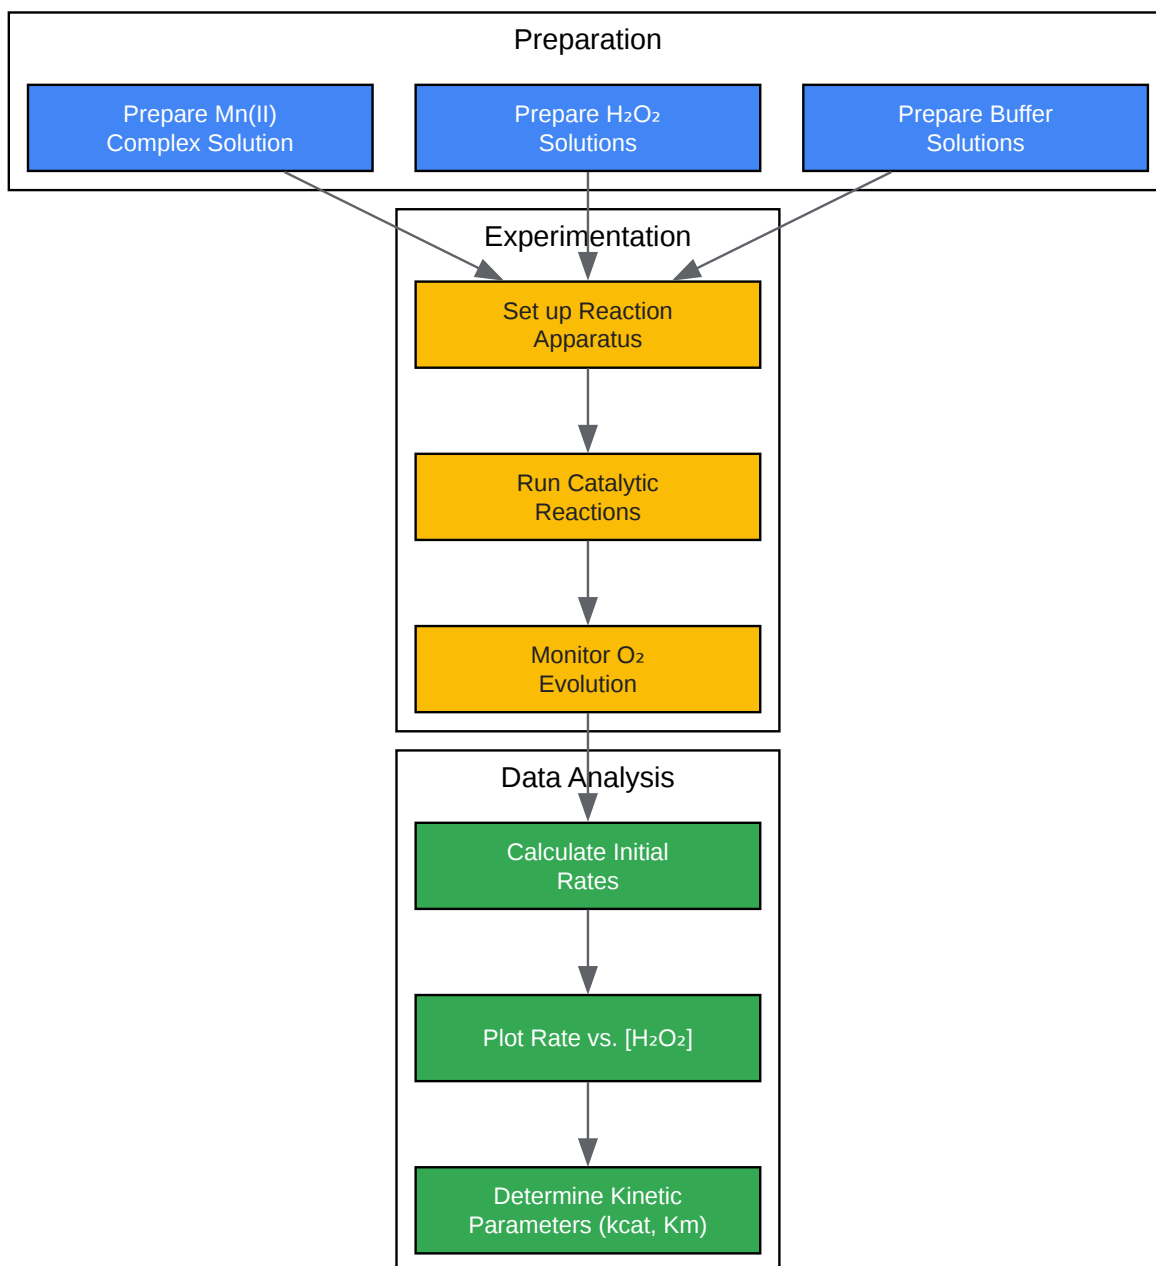 Preparation
Prepare Mn(II)
Complex Solution
Prepare H₂O₂
Solutions
Prepare Buffer
Solutions
Experimentation
Set up Reaction
Apparatus
Run Catalytic
Reactions
Monitor O₂
Evolution
Data Analysis
Calculate Initial
Rates
Plot Rate vs. [H₂O₂]
Determine Kinetic
Parameters (kcat, Km)